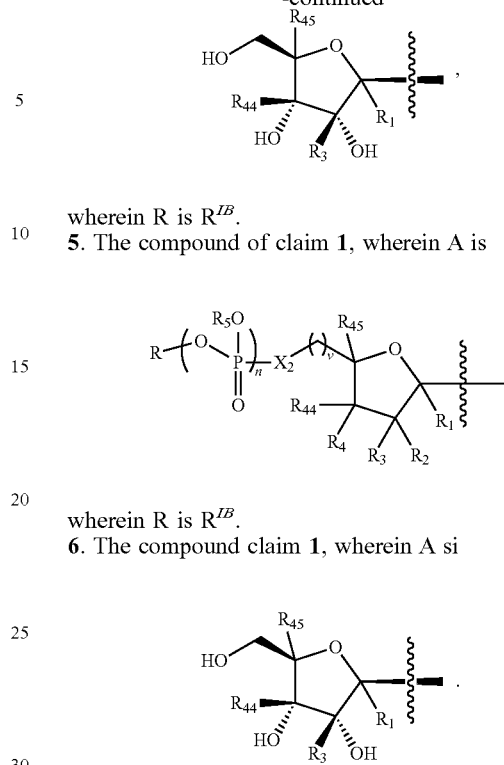 -continued
R45
HO
O
5
R44
R1
HO
R3
OH
,
wherein R is R^IB.
10
5. The compound of claim 1, wherein A is
R5O
R45
R
O
P
n
X2
v
O
15
O
R44
R4
R3
R2
R1
20
wherein R is R^IB.
6. The compound claim 1, wherein A si
25
R45
HO
O
R44
R1
HO
R3
OH
.
30